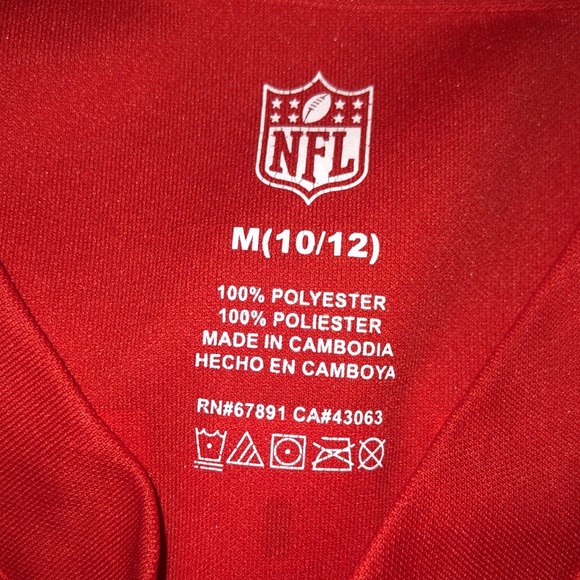 NFL
M(10/12)
100% POLYESTER
100% POLIESTER
MADE IN CAMBODIA
HECHO EN CAMBOYA
RN#67891 CA#43063